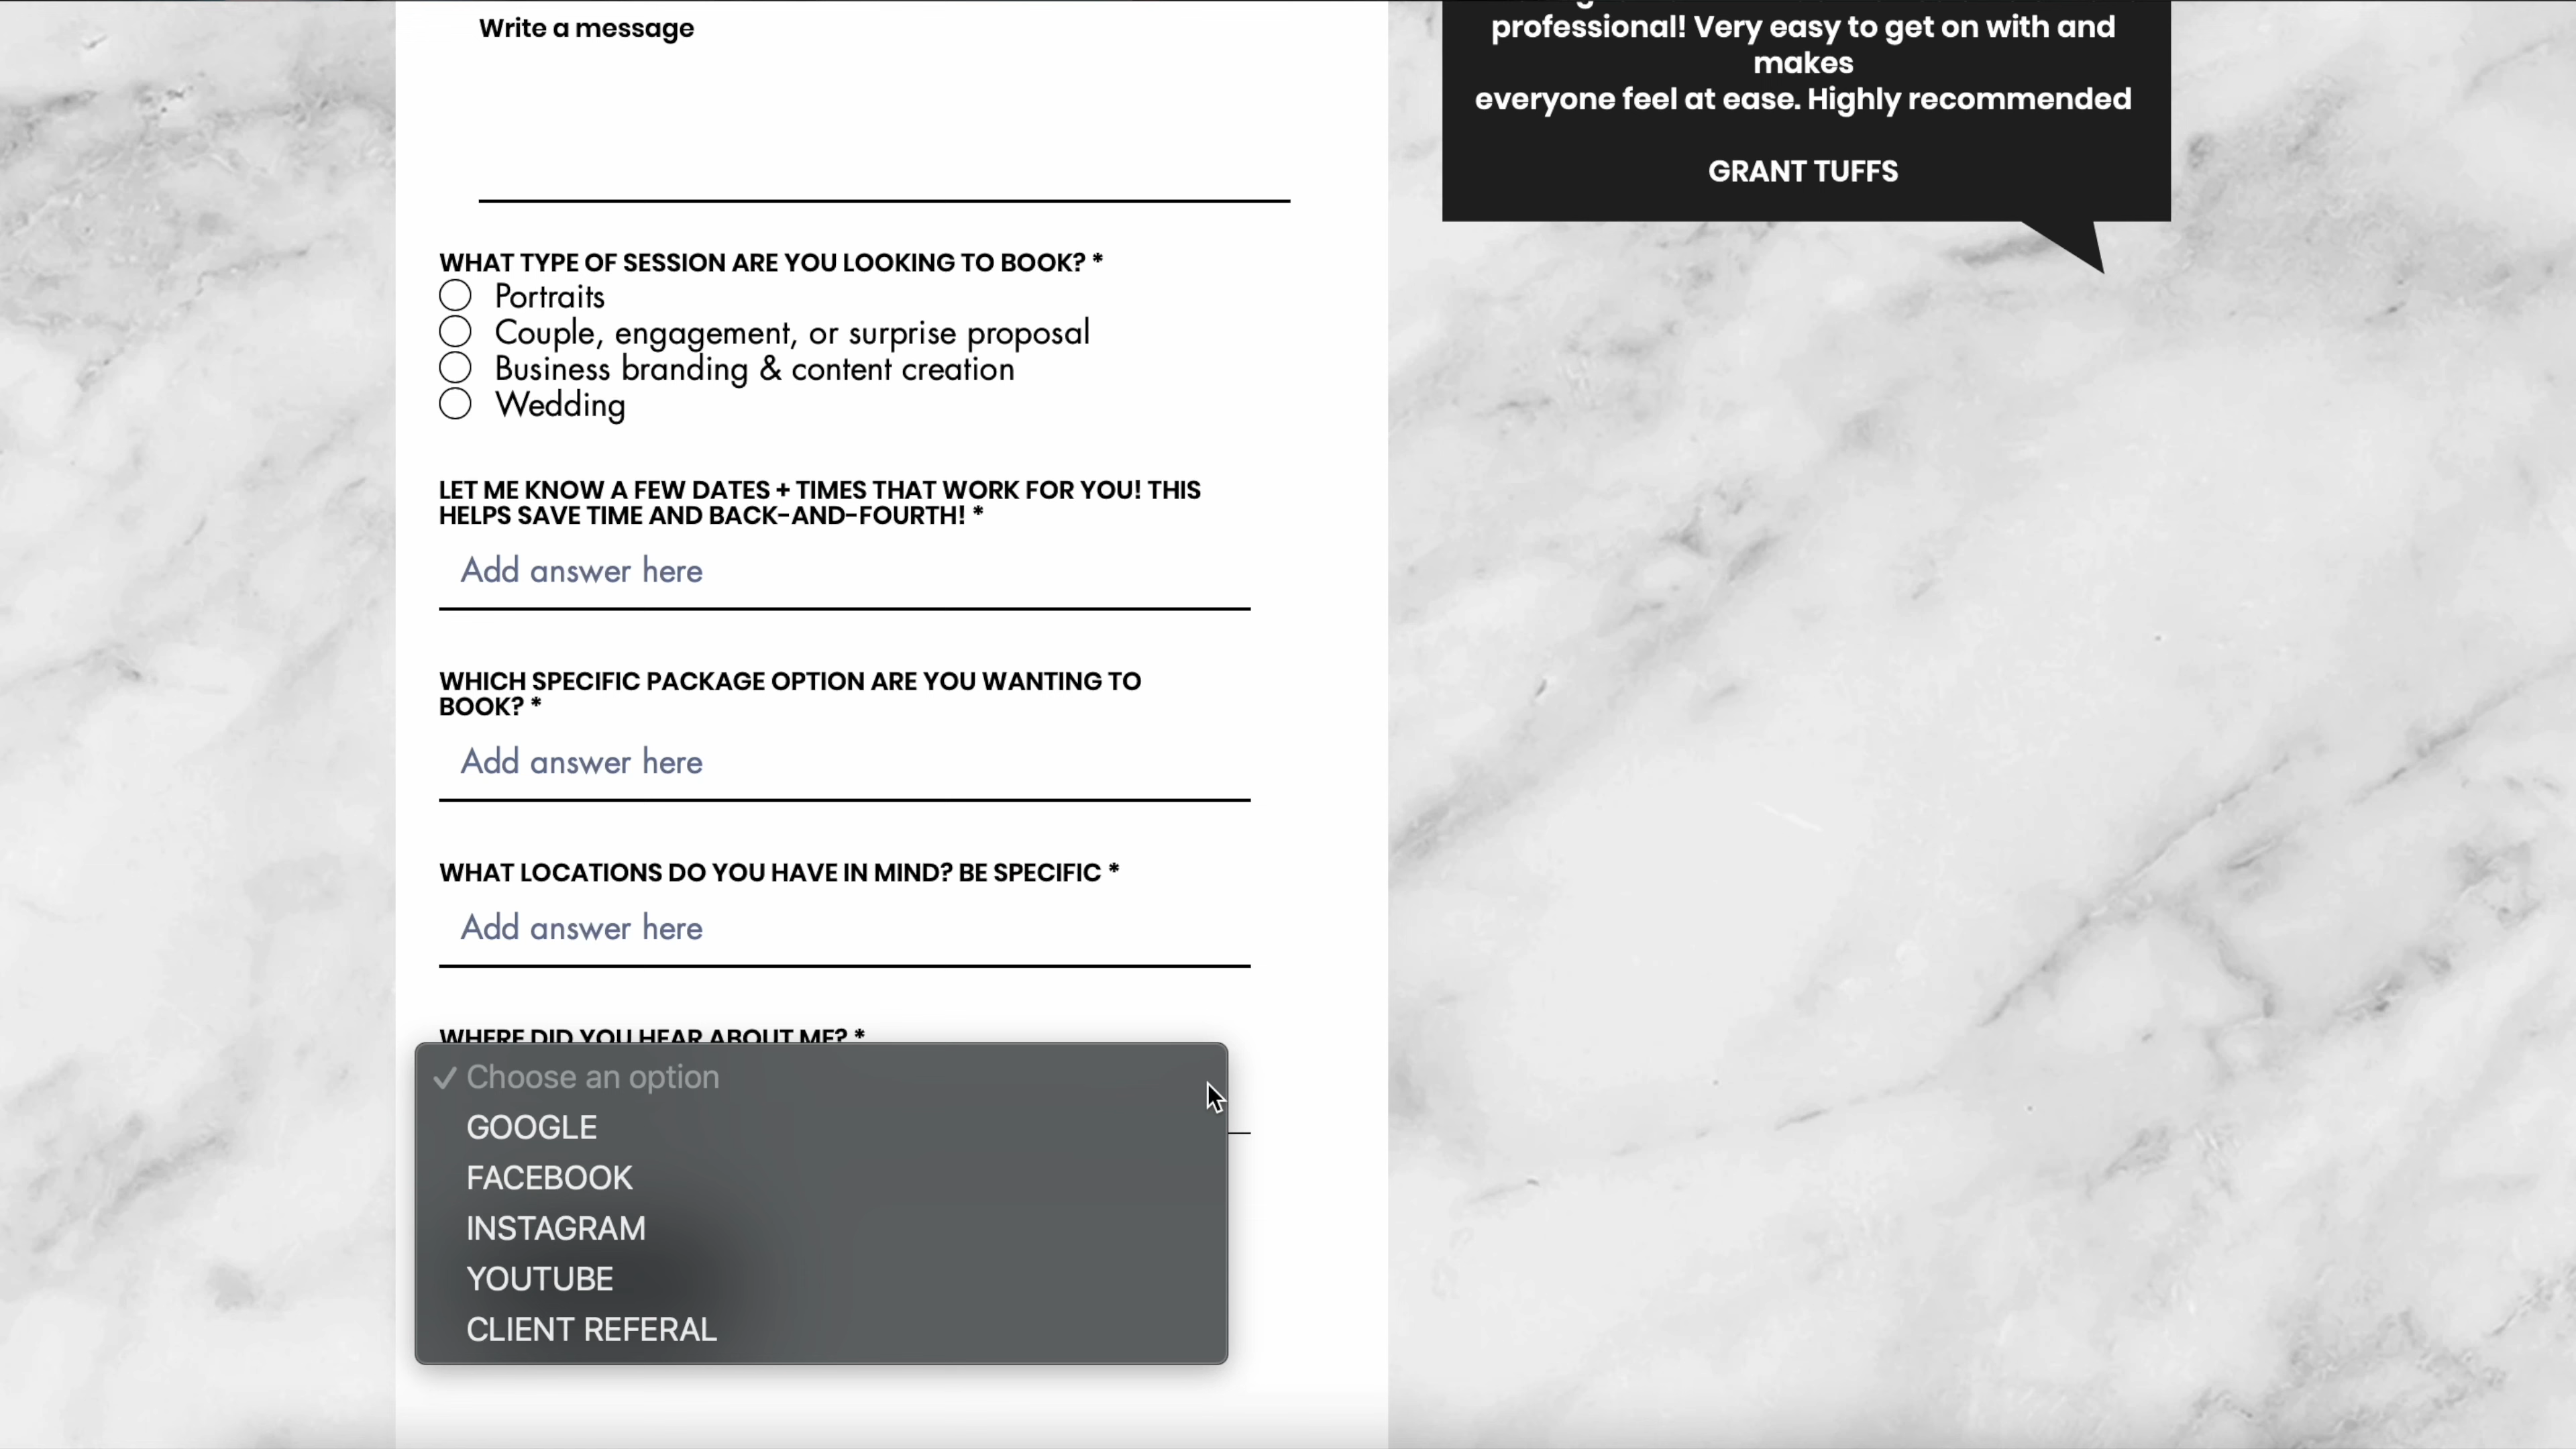 Write a message
WHAT TYPE OF SESSION ARE YOU LOOKING TO BOOK? *
Portraits
Couple, engagement, or surprise proposal
Business branding & content creation
Wedding
LET ME KNOW A FEW DATES + TIMES THAT WORK FOR YOU! THIS
HELPS SAVE TIME AND BACK-AND-FOURTH! *
Add answer here
WHICH SPECIFIC PACKAGE OPTION ARE YOU WANTING TO
BOOK? *
Add answer here
WHAT LOCATIONS DO YOU HAVE IN MIND? BE SPECIFIC *
Add answer here
WHERE DID YOU HEAR ABOUT ME? *
✓ Choose an option
GOOGLE
FACEBOOK
INSTAGRAM
YOUTUBE
CLIENT REFERAL
professional! Very easy to get on with and
makes
everyone feel at ease. Highly recommended
GRANT TUFFS